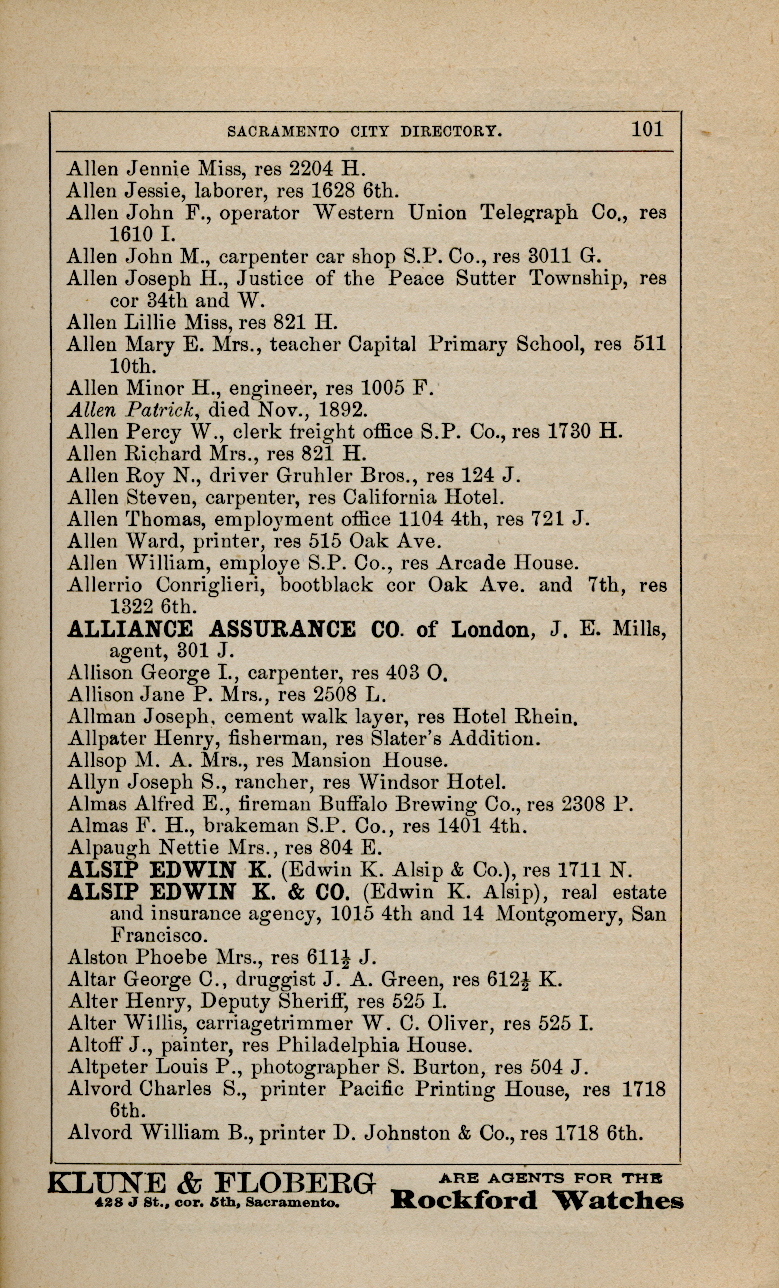 SACRAMENTO CITY DIRECTORY. 101
Allen Jennie Miss, res 2204 H.
Allen Jessie, laborer, res 1628 6th.
Allen John F., operator Western Union Telegraph Co., res
1610 I.
Allen John M., carpenter car shop S.P. Co., res 3011 G.
Allen Joseph H., Justice of the Peace Sutter Township, res
cor 34th and W.
Allen Lillie Miss, res 821 H.
Allen Mary E. Mrs., teacher Capital Primary School, res 511
10th.
Allen Minor H., engineer, res 1005 F.
Allen Patrick, died Nov., 1892.
Allen Percy W., clerk freight office S.P. Co., res 1730 H.
Allen Richard Mrs., res 821 H.
Allen Roy N., driver Gruhler Bros., res 124 J.
Allen Steven, carpenter, res California Hotel.
Allen Thomas, employment office 1104 4th, res 721 J.
Allen Ward, printer, res 515 Oak Ave.
Allen William, employe S.P. Co., res Arcade House.
Allerrio Conriglieri, bootblack cor Oak Ave. and 7th, res
1322 6th.
ALLIANCE ASSURANCE CO. of London, J. E. Mills,
agent, 301 J.
Allison George I., carpenter, res 403 O.
Allison Jane P. Mrs., res 2508 L.
Allman Joseph, cement walk layer, res Hotel Rhein.
Allpater Henry, fisherman, res Slater's Addition.
Allsop M. A. Mrs., res Mansion House.
Allyn Joseph S., rancher, res Windsor Hotel.
Almas Alfred E., fireman Buffalo Brewing Co., res 2308 P.
Almas F. H., brakeman S.P. Co., res 1401 4th.
Alpaugh Nettie Mrs., res 804 E.
ALSIP EDWIN K. (Edwin K. Alsip & Co.), res 1711 N.
ALSIP EDWIN K. & CO. (Edwin K. Alsip), real estate
and insurance agency, 1015 4th and 14 Montgomery, San
Francisco.
Alston Phoebe Mrs., res 611½ J.
Altar George C., druggist J. A. Green, res 612½ K.
Alter Henry, Deputy Sheriff, res 525 I.
Alter Willis, carriagetrimmer W. C. Oliver, res 525 I.
Altoff J., painter, res Philadelphia House.
Altpeter Louis P., photographer S. Burton, res 504 J.
Alvord Charles S., printer Pacific Printing House, res 1718
6th.
Alvord William B., printer D. Johnston & Co., res 1718 6th.
KLUNE & FLOBERG ARE AGENTS FOR THE
428 J St., cor. 5th, Sacramento. Rockford Watches